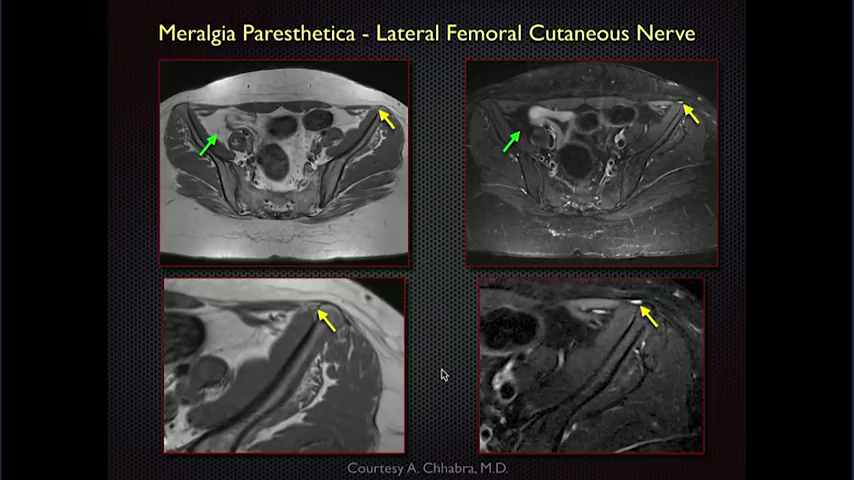 Meralgia Paresthetica - Lateral Femoral Cutaneous Nerve
Courtesy A. Chhabra, M.D.